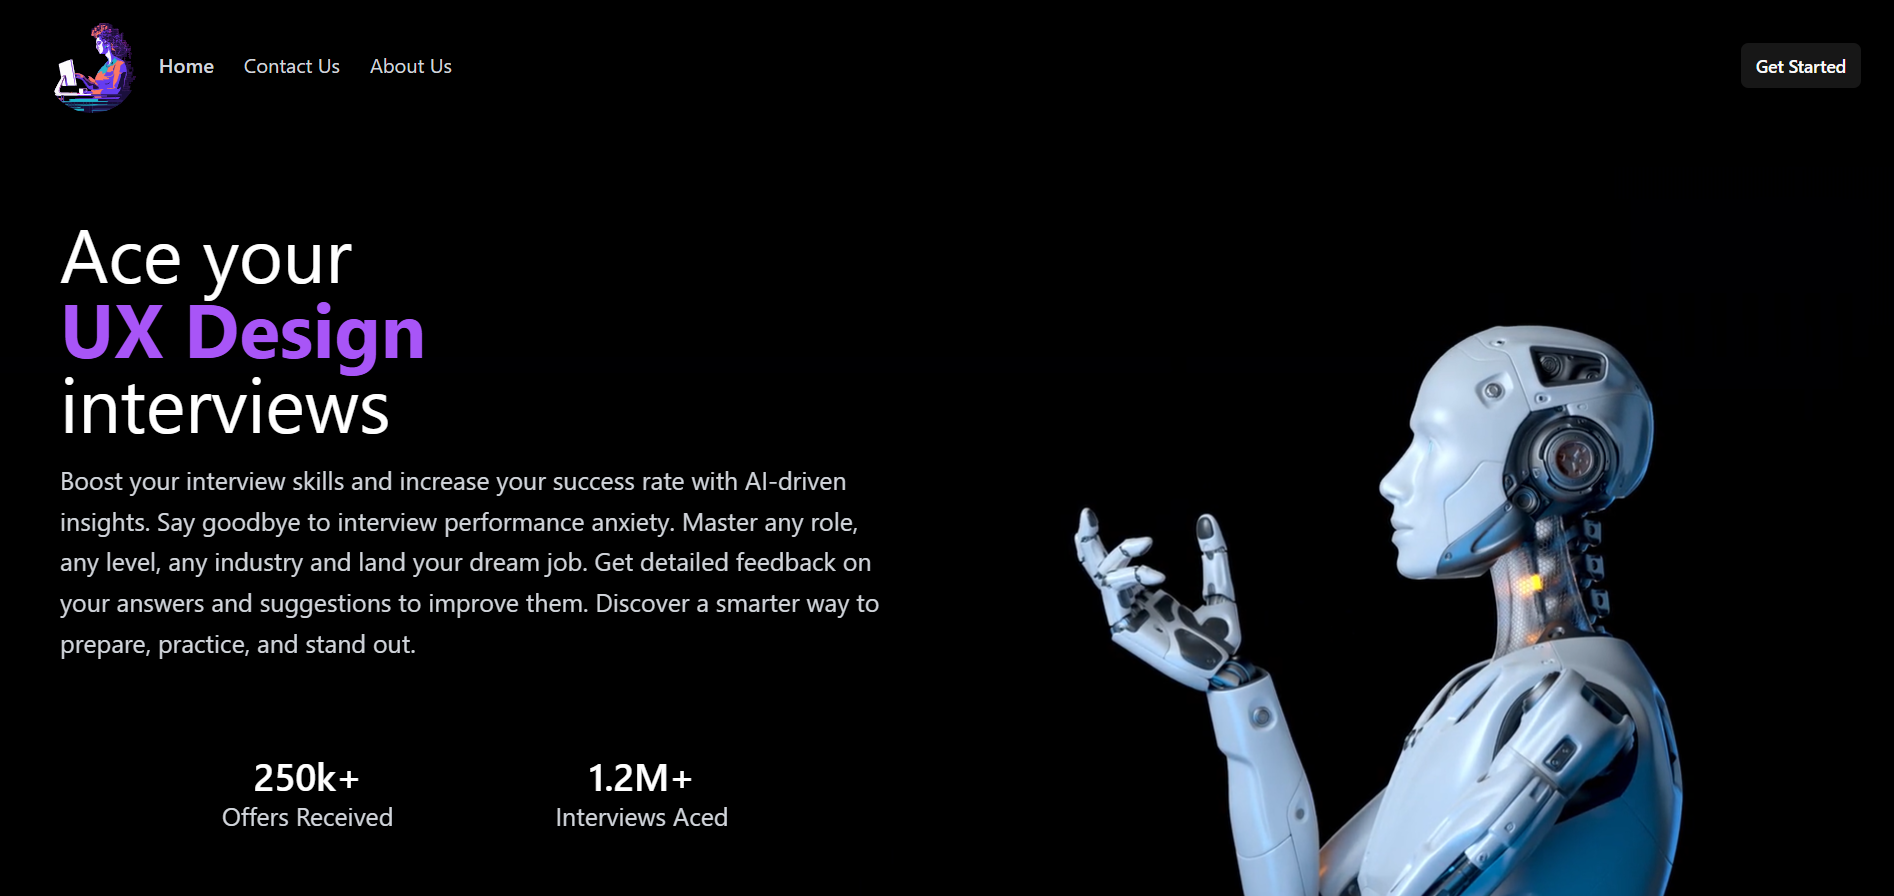 Home
Contact Us
About Us
Get Started
Ace your
UX Design
interviews
Boost your interview skills and increase your success rate with AI-driven
insights. Say goodbye to interview performance anxiety. Master any role,
any level, any industry and land your dream job. Get detailed feedback on
your answers and suggestions to improve them. Discover a smarter way to
prepare, practice, and stand out.
250k+
Offers Received
1.2M+
Interviews Aced